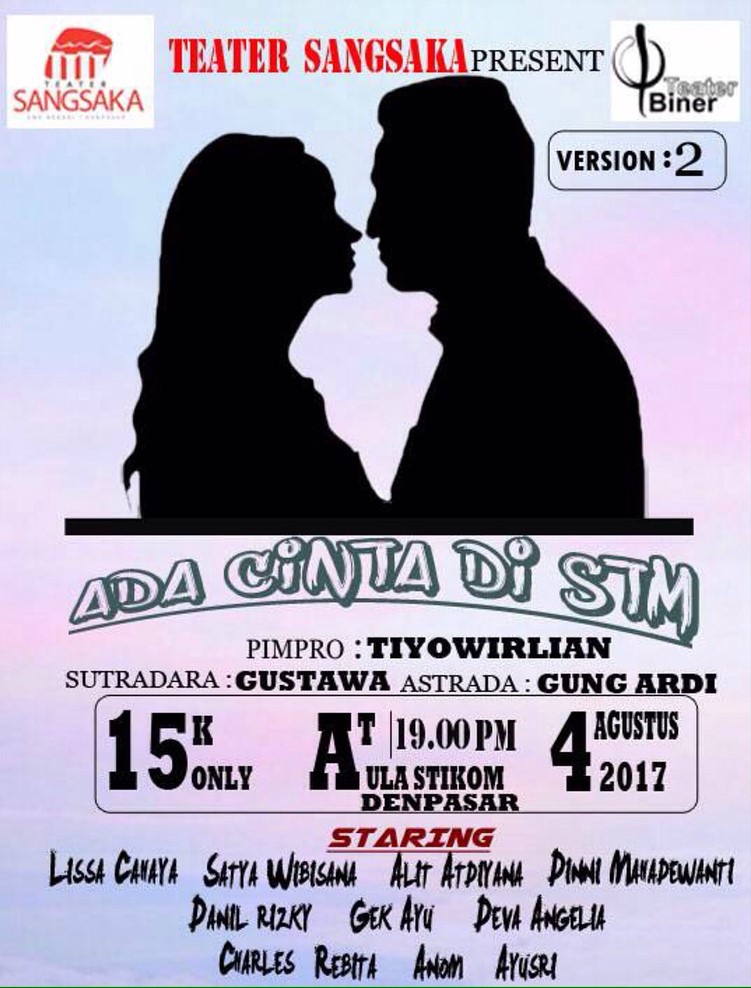 TEATER SANGSAKA PRESENT
TEATER
SANGSAKA
Teater
Biner
VERSION : 2
ADA CINTA DI STM
PIMPRO : TIYOWIRLIAN
SUTRADARA : GUSTAWA ASTRADA : GUNG ARDI
15K ONLY
AT 19.00 PM
AULA STIKOM
DENPASAR
4 AGUSTUS
2017
STARING
LISSA CAHAYA SATYA WIBISANA ALIT ATDIYANA DINNI MAHADEWANTI
DANIL RIZKY GEK AYU DEVA ANGELIA
CHARLES REBITA ANOM AYUSRI